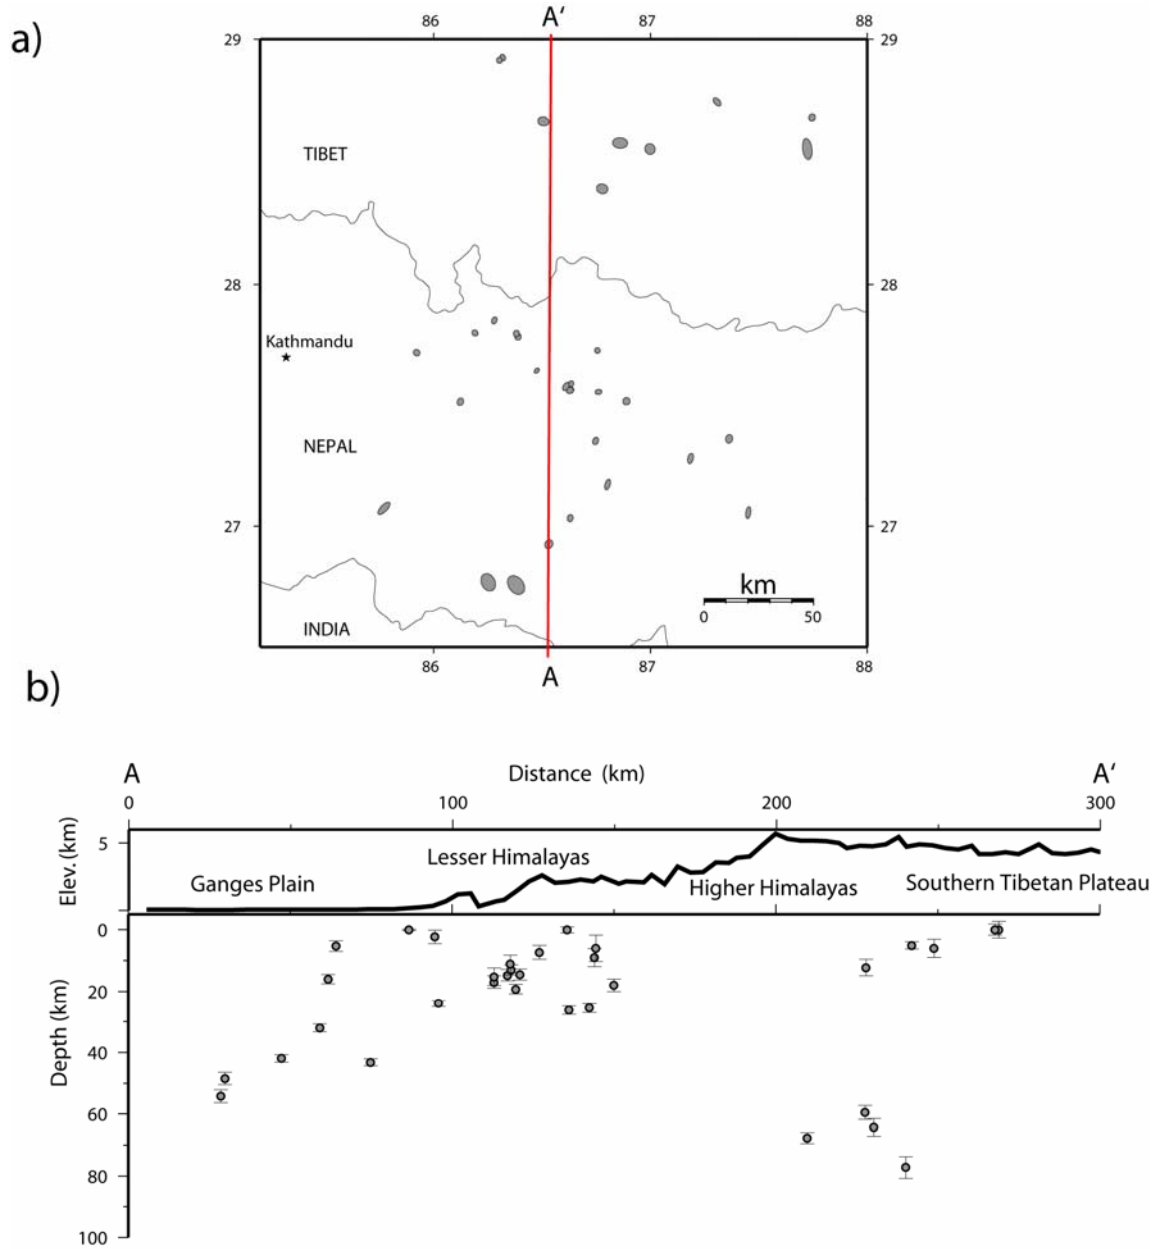 a)
A'
86 87 88
29 29
TIBET
28 28
Kathmandu
NEPAL
27 27
km
0 50
INDIA
86 87 88
A
b)
A Distance (km) A'
0 100 200 300
Elev. (km)
5
Lesser Himalayas
Ganges Plain Higher Himalayas Southern Tibetan Plateau
Depth (km)
0
20
40
60
80
100